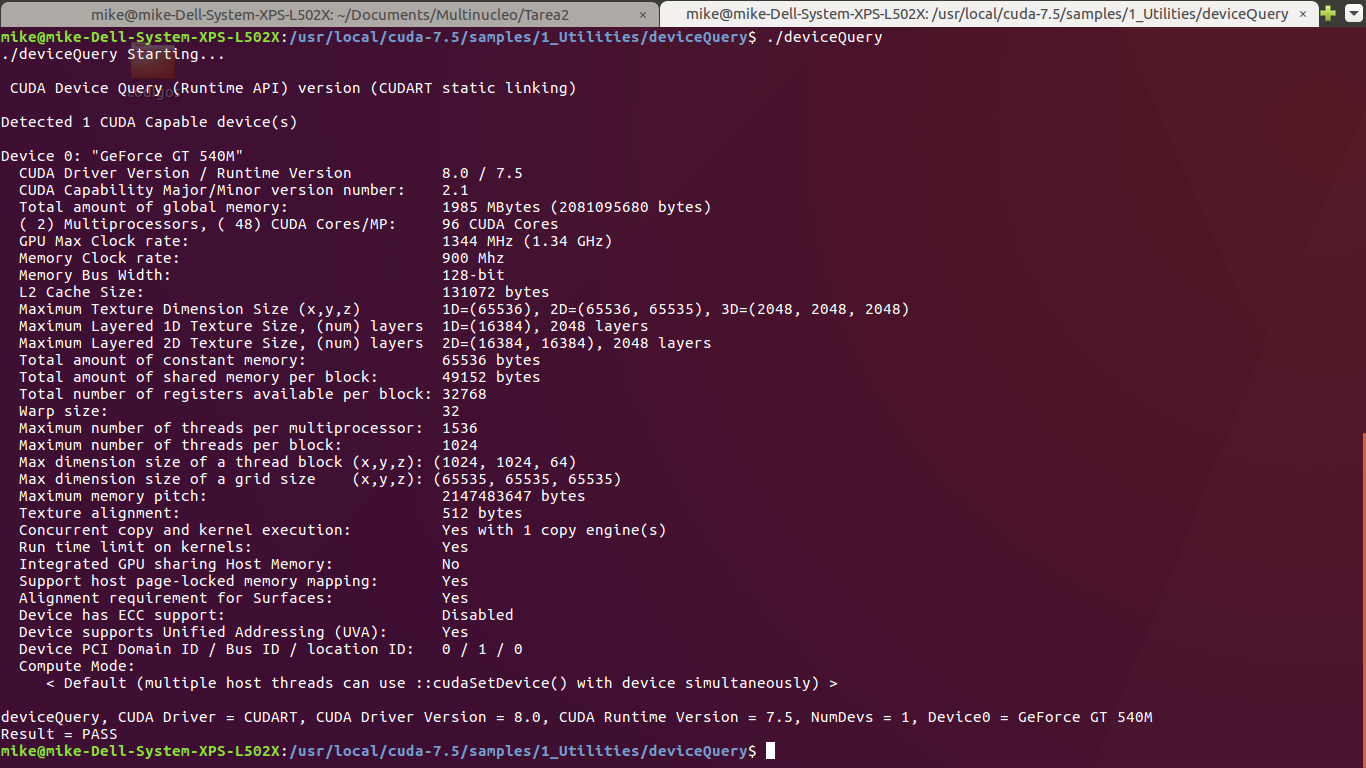 mike@mike-Dell-System-XPS-L502X: ~/Documents/Multinucleo/Tarea2 ×
mike@mike-Dell-System-XPS-L502X: /usr/local/cuda-7.5/samples/1_Utilities/deviceQuery ×
mike@mike-Dell-System-XPS-L502X:/usr/local/cuda-7.5/samples/1_Utilities/deviceQuery$ ./deviceQuery
./deviceQuery Starting...
 CUDA Device Query (Runtime API) version (CUDART static linking)
Detected 1 CUDA Capable device(s)
Device 0: "GeForce GT 540M"
  CUDA Driver Version / Runtime Version          8.0 / 7.5
  CUDA Capability Major/Minor version number:    2.1
  Total amount of global memory:                 1985 MBytes (2081095680 bytes)
  ( 2) Multiprocessors, ( 48) CUDA Cores/MP:     96 CUDA Cores
  GPU Max Clock rate:                            1344 MHz (1.34 GHz)
  Memory Clock rate:                             900 Mhz
  Memory Bus Width:                              128-bit
  L2 Cache Size:                                 131072 bytes
  Maximum Texture Dimension Size (x,y,z)         1D=(65536), 2D=(65536, 65535), 3D=(2048, 2048, 2048)
  Maximum Layered 1D Texture Size, (num) layers  1D=(16384), 2048 layers
  Maximum Layered 2D Texture Size, (num) layers  2D=(16384, 16384), 2048 layers
  Total amount of constant memory:               65536 bytes
  Total amount of shared memory per block:       49152 bytes
  Total number of registers available per block: 32768
  Warp size:                                     32
  Maximum number of threads per multiprocessor:  1536
  Maximum number of threads per block:           1024
  Max dimension size of a thread block (x,y,z): (1024, 1024, 64)
  Max dimension size of a grid size    (x,y,z): (65535, 65535, 65535)
  Maximum memory pitch:                          2147483647 bytes
  Texture alignment:                             512 bytes
  Concurrent copy and kernel execution:          Yes with 1 copy engine(s)
  Run time limit on kernels:                     Yes
  Integrated GPU sharing Host Memory:            No
  Support host page-locked memory mapping:       Yes
  Alignment requirement for Surfaces:            Yes
  Device has ECC support:                        Disabled
  Device supports Unified Addressing (UVA):      Yes
  Device PCI Domain ID / Bus ID / location ID:   0 / 1 / 0
  Compute Mode:
     < Default (multiple host threads can use ::cudaSetDevice() with device simultaneously) >
deviceQuery, CUDA Driver = CUDART, CUDA Driver Version = 8.0, CUDA Runtime Version = 7.5, NumDevs = 1, Device0 = GeForce GT 540M
Result = PASS
mike@mike-Dell-System-XPS-L502X:/usr/local/cuda-7.5/samples/1_Utilities/deviceQuery$